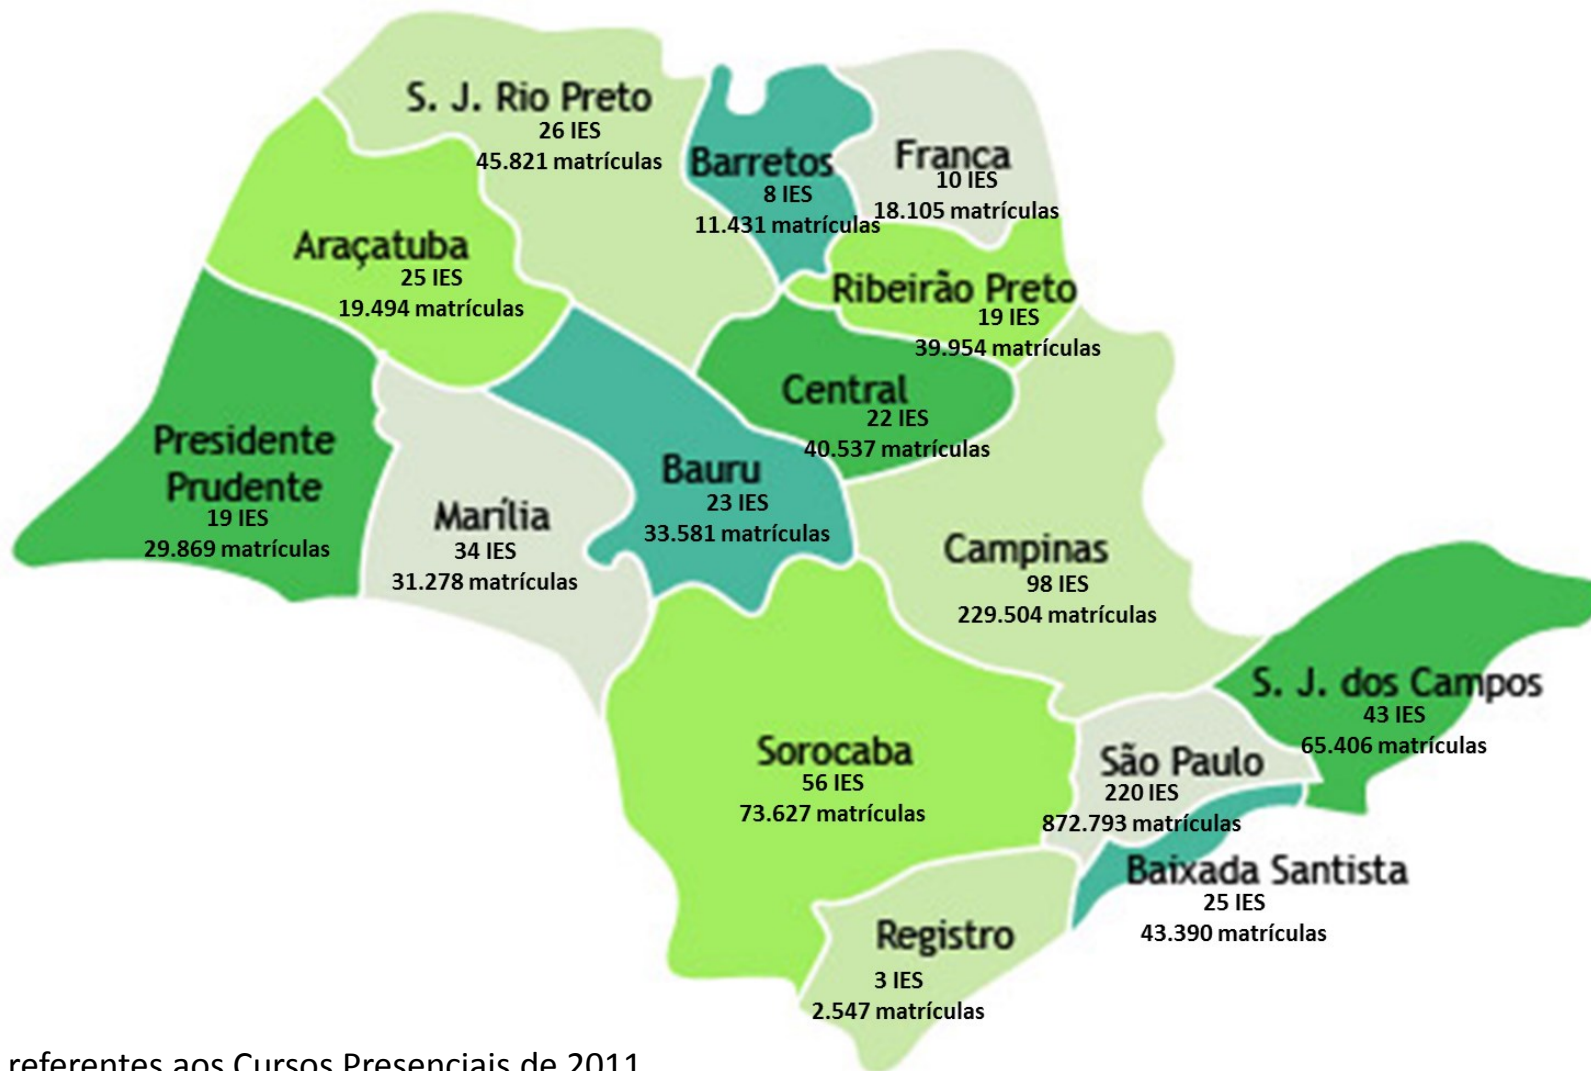 S. J. Rio Preto
26 IES
45.821 matrículas
Barretos
8 IES
11.431 matrículas
Franca
10 IES
18.105 matrículas
Araçatuba
25 IES
19.494 matrículas
Ribeirão Preto
19 IES
39.954 matrículas
Central
22 IES
40.537 matrículas
Presidente
Prudente
19 IES
29.869 matrículas
Marília
34 IES
31.278 matrículas
Bauru
23 IES
33.581 matrículas
Campinas
98 IES
229.504 matrículas
S. J. dos Campos
43 IES
65.406 matrículas
Sorocaba
56 IES
73.627 matrículas
São Paulo
220 IES
872.793 matrículas
Baixada Santista
25 IES
43.390 matrículas
Registro
3 IES
2.547 matrículas
referentes aos Cursos Presenciais de 2011